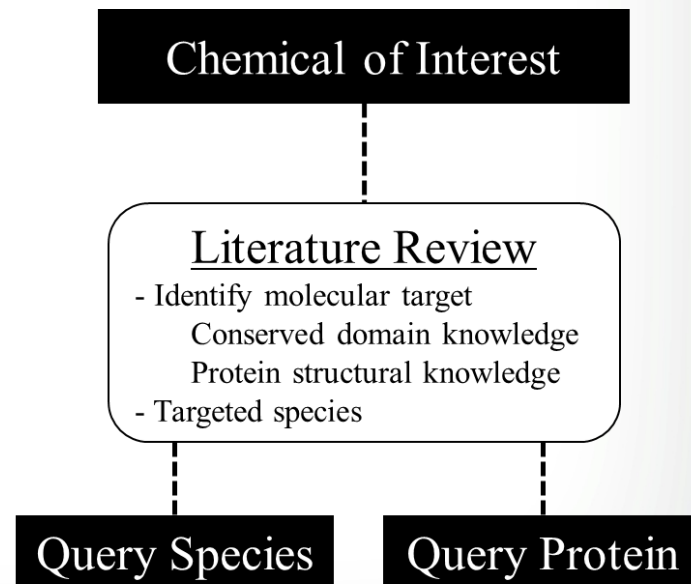 Chemical of Interest
Literature Review
- Identify molecular target
Conserved domain knowledge
Protein structural knowledge
- Targeted species
Query Species
Query Protein